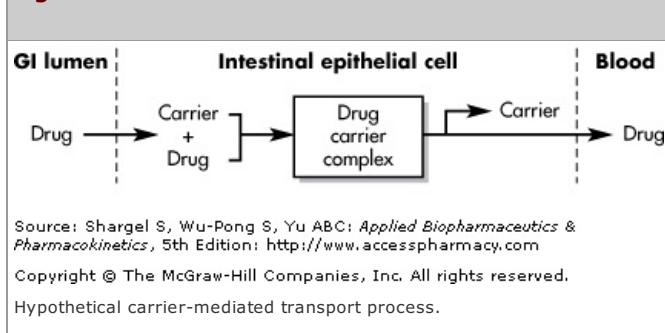 GI lumen Intestinal epithelial cell Blood
Carrier Drug Carrier
Drug + carrier Drug
Drug complex
Source: Shargel S, Wu-Pong S, Yu ABC: Applied Biopharmaceutics &
Pharmacokinetics, 5th Edition: http://www.accesspharmacy.com
Copyright © The McGraw-Hill Companies, Inc. All rights reserved.
Hypothetical carrier-mediated transport process.